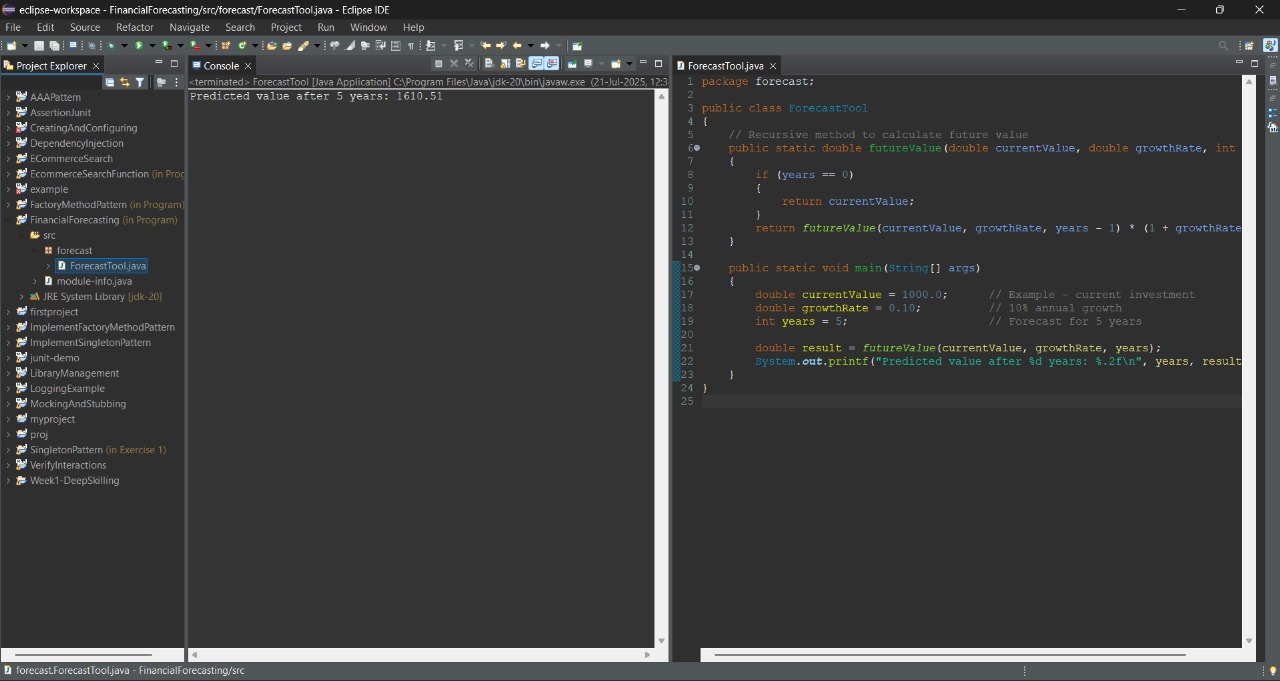 eclipse-workspace - FinancialForecasting/src/forecast/ForecastTool.java - Eclipse IDE
File Edit Source Refactor Navigate Search Project Run Window Help
Project Explorer
AAAPattern
AssertionJunit
CreatingAndConfiguring
DependencyInjection
ECommerceSearch
EcommerceSearchFunction (in Prog
example
FactoryMethodPattern (in Program)
FinancialForecasting (in Program)
src
forecast
ForecastTool.java
module-info.java
JRE System Library [jdk-20]
firstproject
ImplementFactoryMethodPattern
ImplementSingletonPattern
junit-demo
LibraryManagement
LoggingExample
MockingAndStubbing
myproject
proj
SingletonPattern (in Exercise 1)
VerifyInteractions
Week1-DeepSkilling
Console
<terminated> ForecastTool [Java Application] C:\Program Files\Java\jdk-20\bin\javaw.exe (21-Jul-2025, 12:3
Predicted value after 5 years: 1610.51
ForecastTool.java
1 package forecast;
2
3 public class ForecastTool
4 {
5 // Recursive method to calculate future value
6 public static double futureValue(double currentValue, double growthRate, int
7 {
8 if (years == 0)
9 {
10 return currentValue;
11 }
12 return futureValue(currentValue, growthRate, years - 1) * (1 + growthRate
13 }
14
15 public static void main(String[] args)
16 {
17 double currentValue = 1000.0; // Example - current investment
18 double growthRate = 0.10; // 10% annual growth
19 int years = 5; // Forecast for 5 years
20
21 double result = futureValue(currentValue, growthRate, years);
22 System.out.printf("Predicted value after %d years: %.2f\n", years, result
23 }
24 }
25
forecast.ForecastTool.java - FinancialForecasting/src